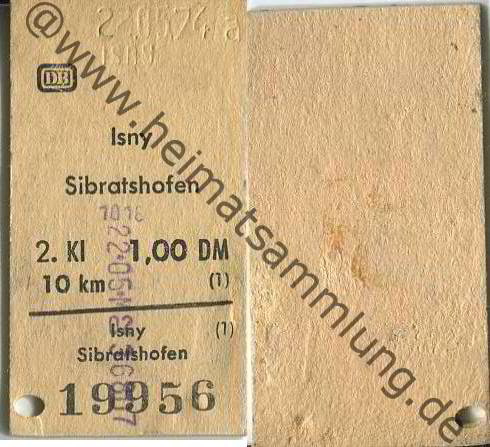 DB
Isny
Sibratshofen
2. Kl 1,00 DM
10 km (1)
Isny (1)
Sibratshofen
19956
@www.heimatsammlung.de